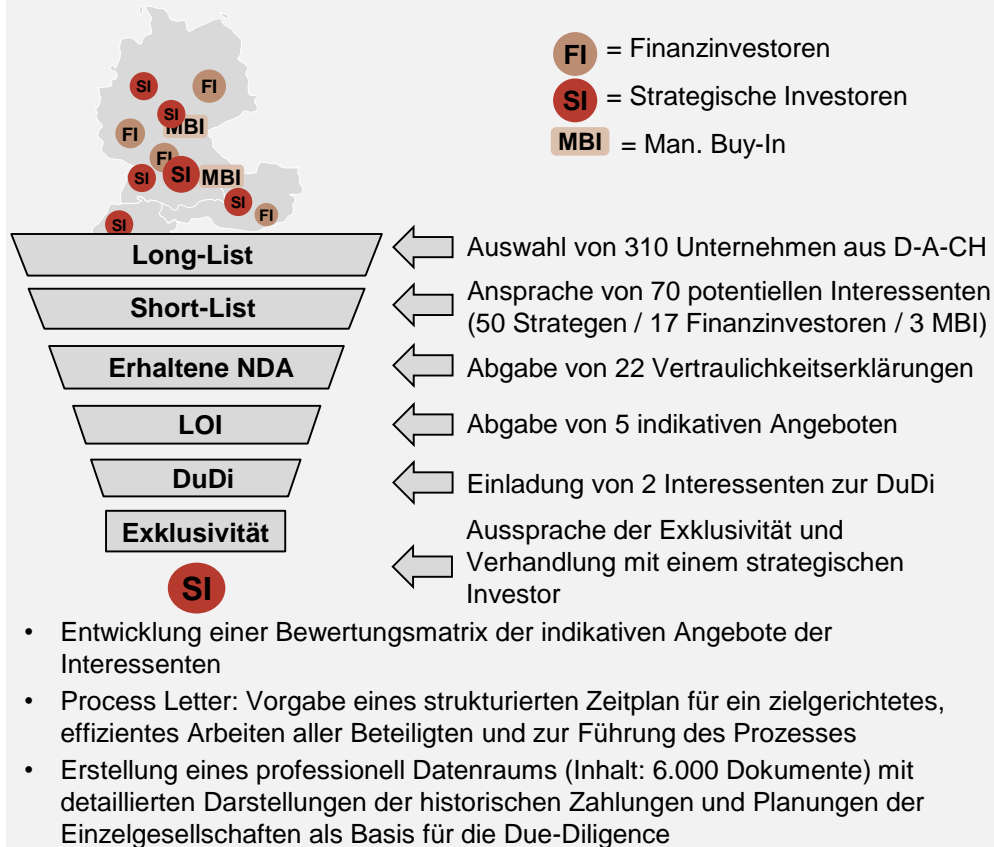 SI
FI
= Finanzinvestoren
FI
SI
SI
= Strategische Investoren
SI
FI
MBI
MBI
= Man. Buy-In
FI
SI
SI
MBI
SI
FI
SI
Long-List
Auswahl von 310 Unternehmen aus D-A-CH
Short-List
Ansprache von 70 potentiellen Interessenten
(50 Strategen / 17 Finanzinvestoren / 3 MBI)
Erhaltene NDA
Abgabe von 22 Vertraulichkeitserklärungen
LOI
Abgabe von 5 indikativen Angeboten
DuDi
Einladung von 2 Interessenten zur DuDi
Exklusivität
Aussprache der Exklusivität und
Verhandlung mit einem strategischen
Investor
SI
• Entwicklung einer Bewertungsmatrix der indikativen Angebote der
Interessenten
• Process Letter: Vorgabe eines strukturierten Zeitplan für ein zielgerichtetes,
effizientes Arbeiten aller Beteiligten und zur Führung des Prozesses
• Erstellung eines professionell Datenraums (Inhalt: 6.000 Dokumente) mit
detaillierten Darstellungen der historischen Zahlungen und Planungen der
Einzelgesellschaften als Basis für die Due-Diligence